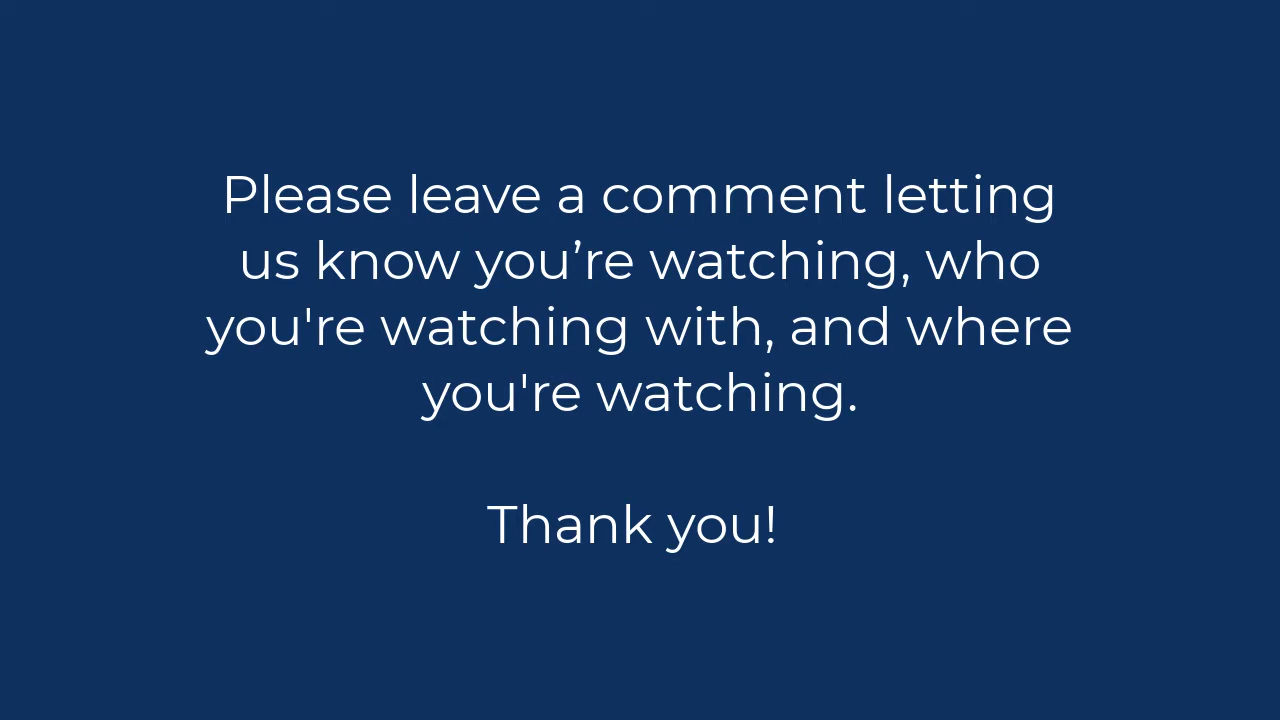 Please leave a comment letting
us know you’re watching, who
you're watching with, and where
you're watching.
Thank you!